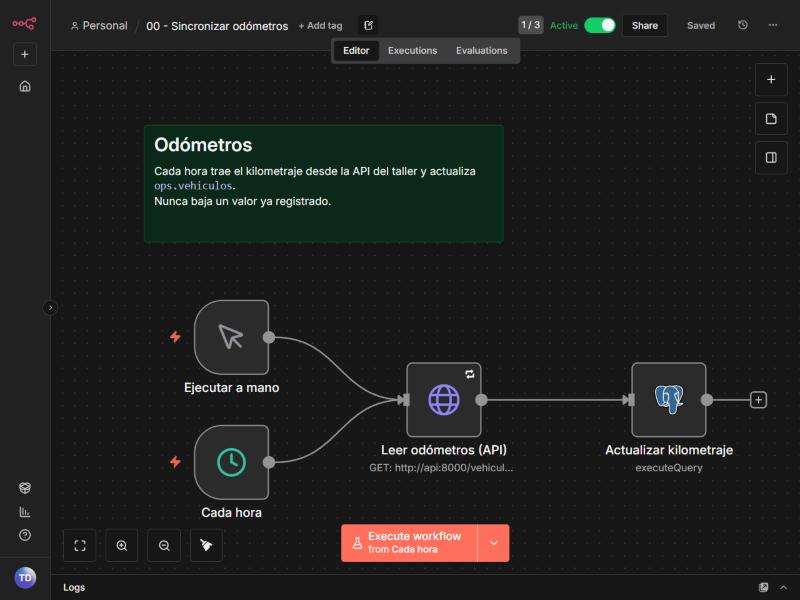 Personal / 00 - Sincronizar odómetros + Add tag
1 / 3 Active Share Saved
Editor Executions Evaluations
Odómetros
Cada hora trae el kilometraje desde la API del taller y actualiza
ops.vehiculos.
Nunca baja un valor ya registrado.
Ejecutar a mano
Leer odómetros (API)
GET: http://api:8000/vehicul...
Actualizar kilometraje
executeQuery
Cada hora
Execute workflow
from Cada hora
TD
Logs